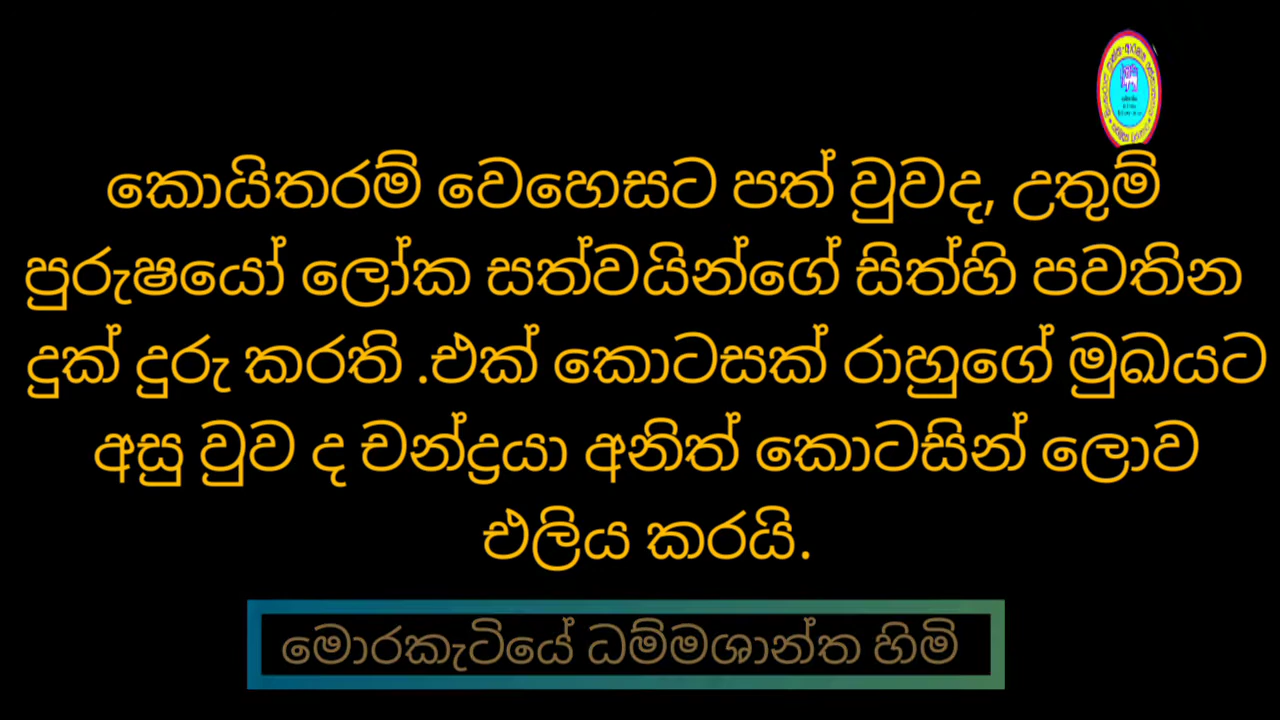 කොයිතරම් වෙහෙසට පත් වුවද, උතුම්
පුරුෂයෝ ලෝක සත්වයින්ගේ සිත්හි පවතින
දුක් දුරු කරති .එක් කොටසක් රාහුගේ මුඛයට
අසු වුව ද චන්ද්‍රයා අනිත් කොටසින් ලොව
එලිය කරයි.
මොරකැටියේ ධම්මශාන්ත හිමි